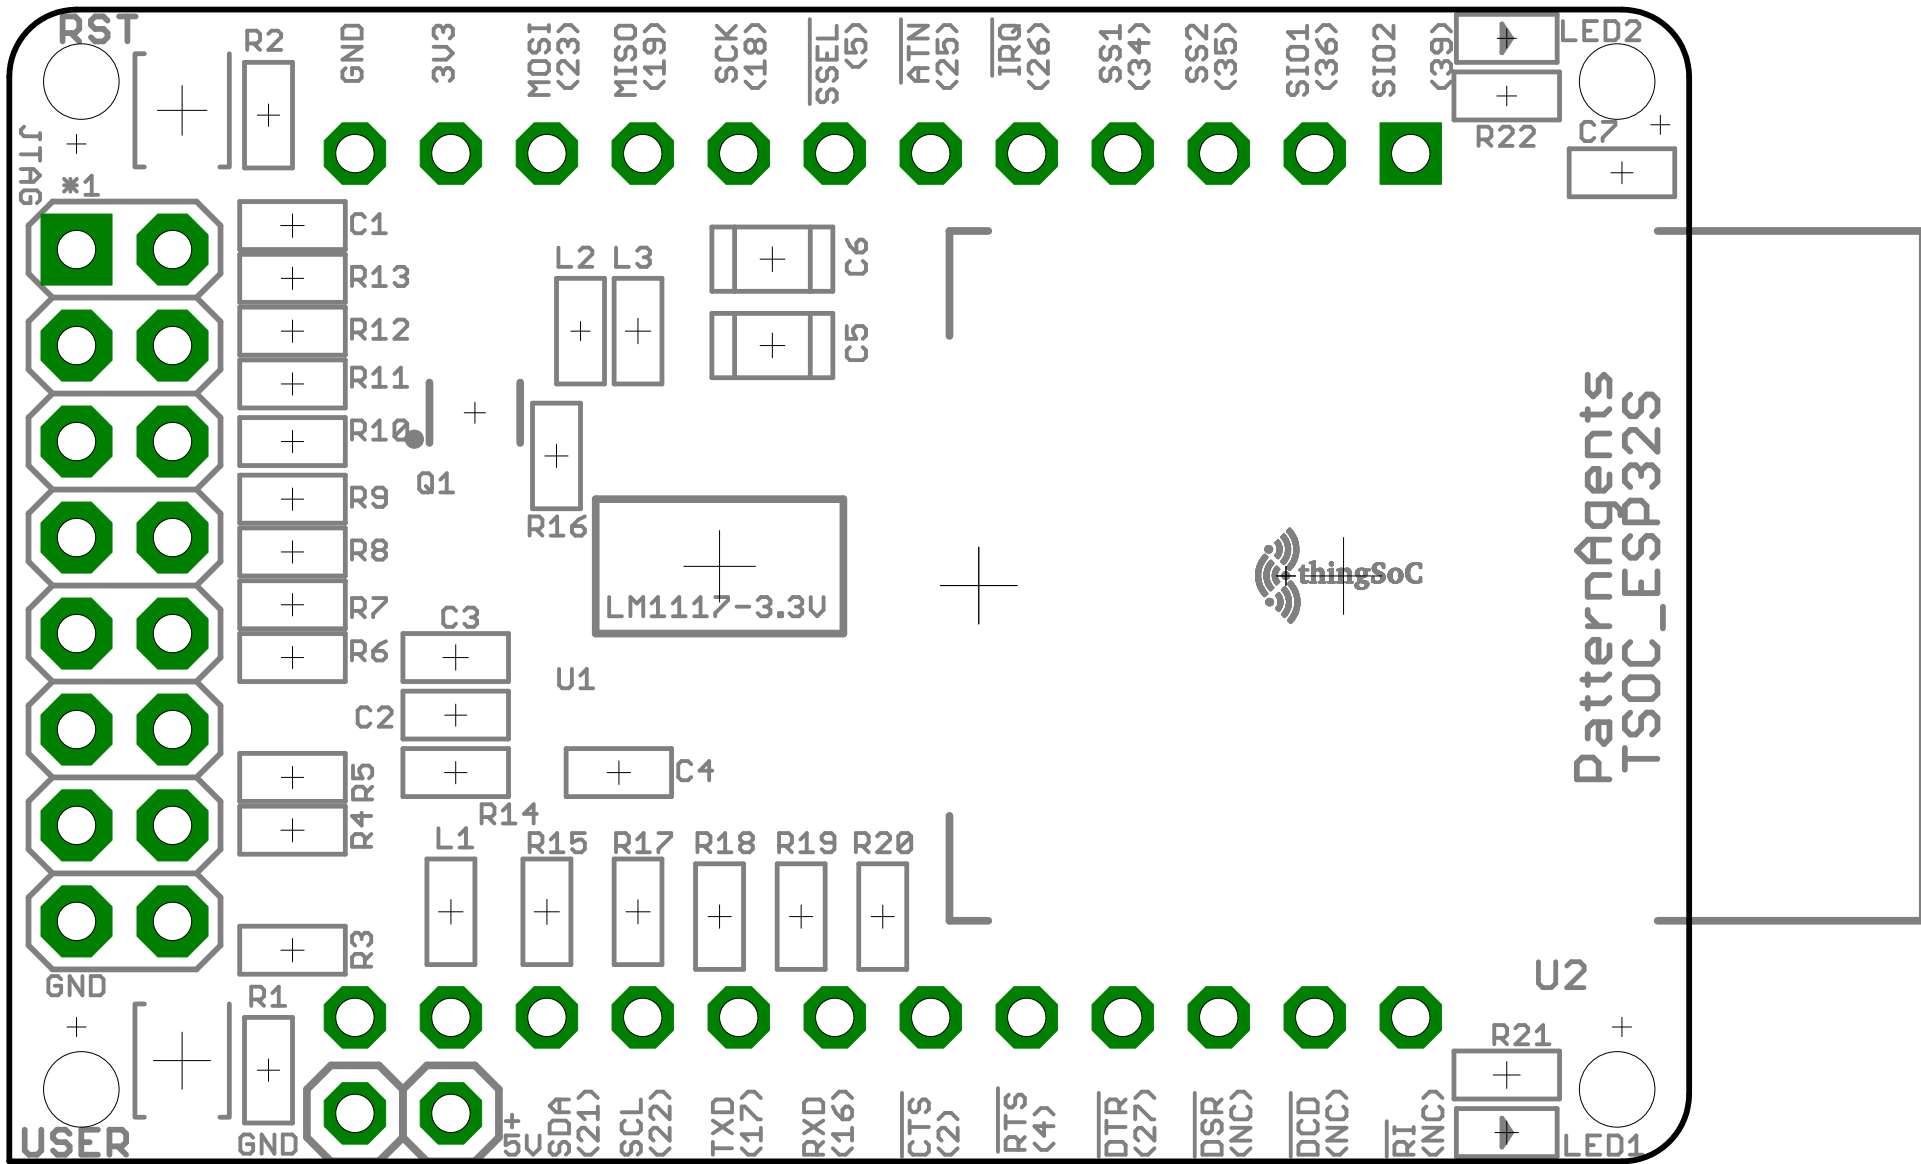 RST
R2
GND
3V3
MOSI
(23)
MISO
(19)
SCK
(18)
SSEL
(5)
ATN
(25)
IRQ
(26)
SS1
(34)
SS2
(35)
SIO1
(36)
SIO2
(39)
LED2
R22
C7
JTAG
*1
C1
R13
R12
R11
R10
R9
R8
R7
R6
L2
L3
C6
C5
Q1
R16
LM1117-3.3V
thingSoC
PatternAgents
TSOC_ESP32S
C3
U1
C2
C4
R14
R5
R4
L1
R15
R17
R18
R19
R20
R3
GND
R1
U2
R21
USER
GND
+
5V
SDA
(21)
SCL
(22)
TXD
(17)
RXD
(16)
CTS
(2)
RTS
(4)
DTR
(27)
DSR
(NC)
DCD
(NC)
RI
(NC)
LED1